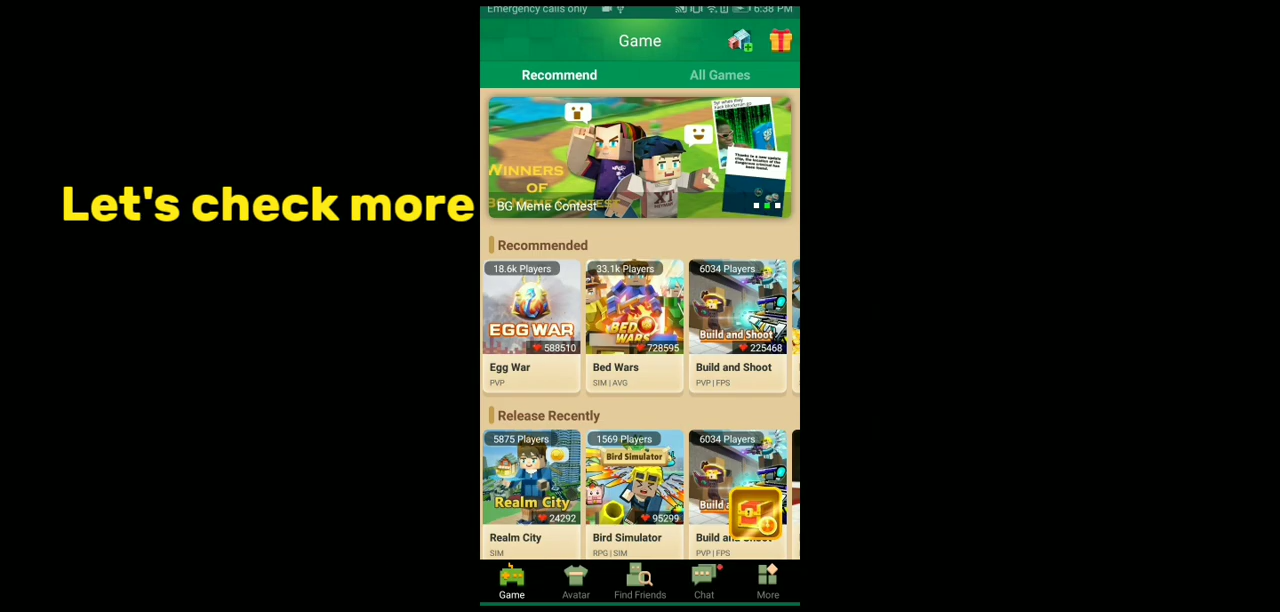 Emergency calls only
6:38 PM
Game
Recommend
All Games
Let's check more
WINNERS
OF
BG MEME CONTEST
BG Meme Contest
Recommended
18.6k Players
33.1k Players
6034 Players
EGG WAR
BED WARS
Build and Shoot
588510
728595
225468
Egg War
Bed Wars
Build and Shoot
PVP
SIM | AVG
PVP | FPS
Release Recently
5875 Players
1569 Players
6034 Players
Bird Simulator
Realm City
Build a
24292
95299
Realm City
Bird Simulator
Build and Shoot
SIM
RPG | SIM
PVP | FPS
Game
Avatar
Find Friends
Chat
More